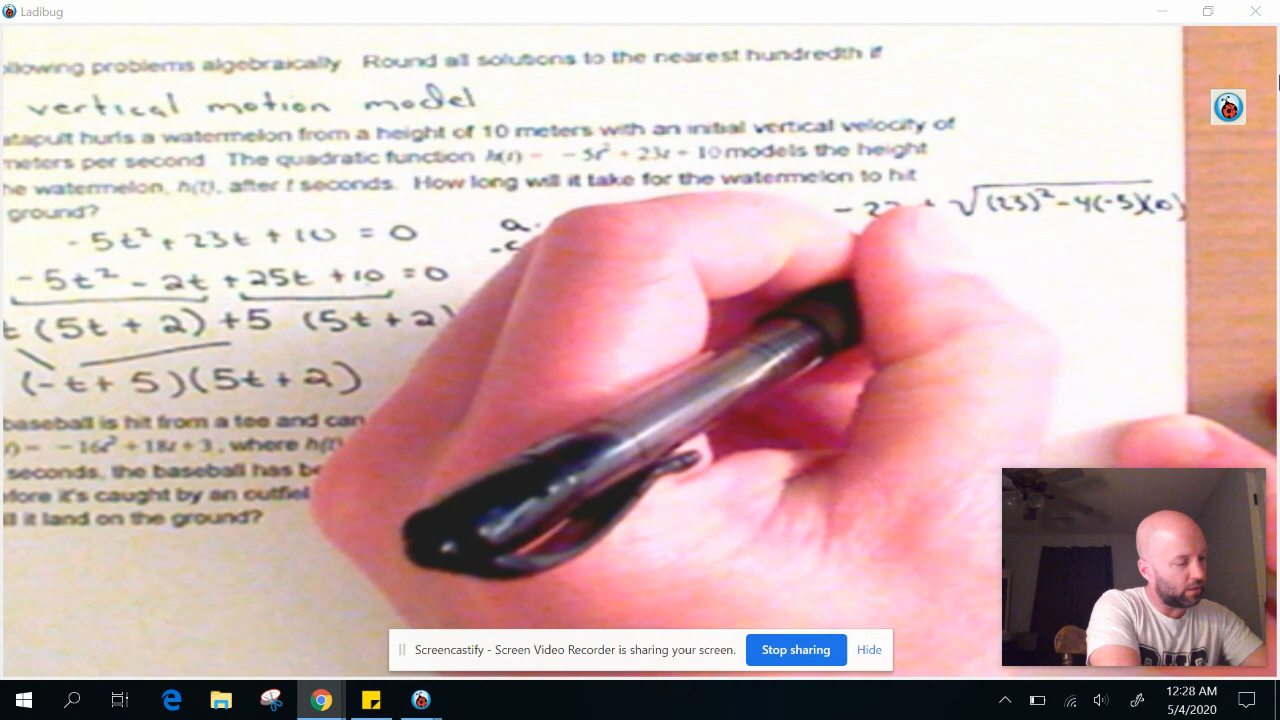 Ladibug
following problems algebraically. Round all solutions to the nearest hundredth if
vertical motion model
catapult hurls a watermelon from a height of 10 meters with an initial vertical velocity of
meters per second. The quadratic function h(t) = -5t² + 23t + 10 models the height
he watermelon, h(t), after t seconds. How long will it take for the watermelon to hit
ground?
√(23)² - 4(-5)(0)
-5t² + 23t + 10 = 0
-5t² - 2t + 25t + 10 = 0
t (5t + 2) + 5 (5t + 2)
(-t + 5)(5t + 2)
baseball is hit from a tee and can
) = -16t² + 18t + 3, where h(t)
seconds, the baseball has be
fore it's caught by an outfiel
ll it land on the ground?
Screencastify - Screen Video Recorder is sharing your screen.
Stop sharing
Hide
12:28 AM
5/4/2020